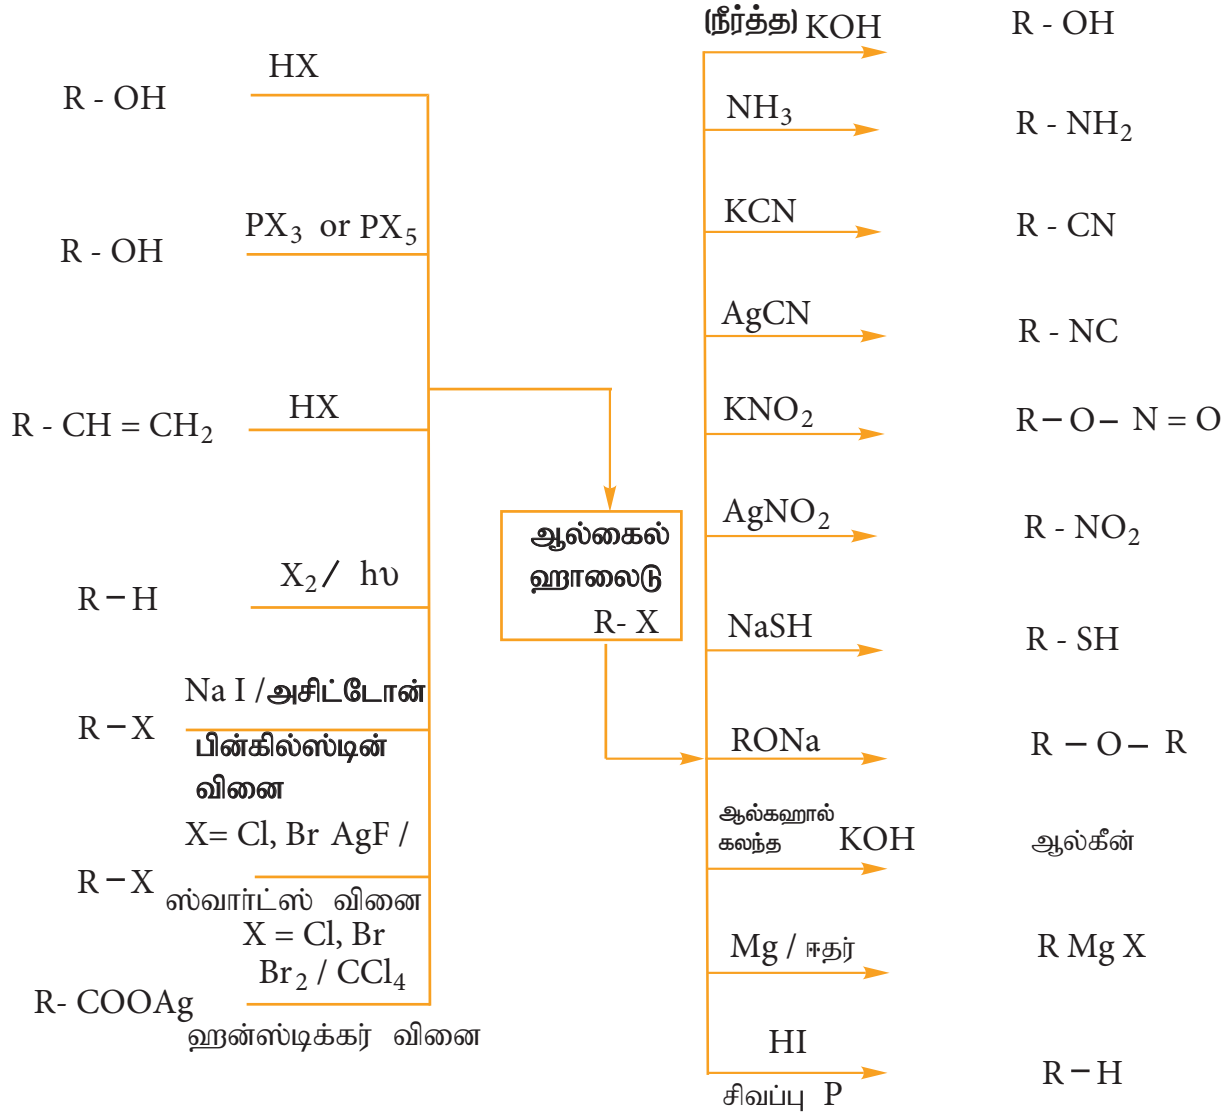 HX
R - OH
PX₃ or PX₅
R - OH
HX
R - CH = CH₂
X₂ / hυ
R – H
Na I / அசிட்டோன்
R – X
பின்கில்ஸ்டின்
வினை
X= Cl, Br AgF /
R – X
ஸ்வார்ட்ஸ் வினை
X = Cl, Br
Br₂ / CCl₄
R- COOAg
ஹன்ஸ்டிக்கர் வினை
ஆல்கைல்
ஹாலைடு
R- X
(நீர்த்த) KOH R - OH
NH₃ R - NH₂
KCN R - CN
AgCN R - NC
KNO₂ R – O – N = O
AgNO₂ R - NO₂
NaSH R - SH
RONa R – O – R
ஆல்கஹால்
கலந்த KOH ஆல்கீன்
Mg / ஈதர் R Mg X
HI
R – H
சிவப்பு P